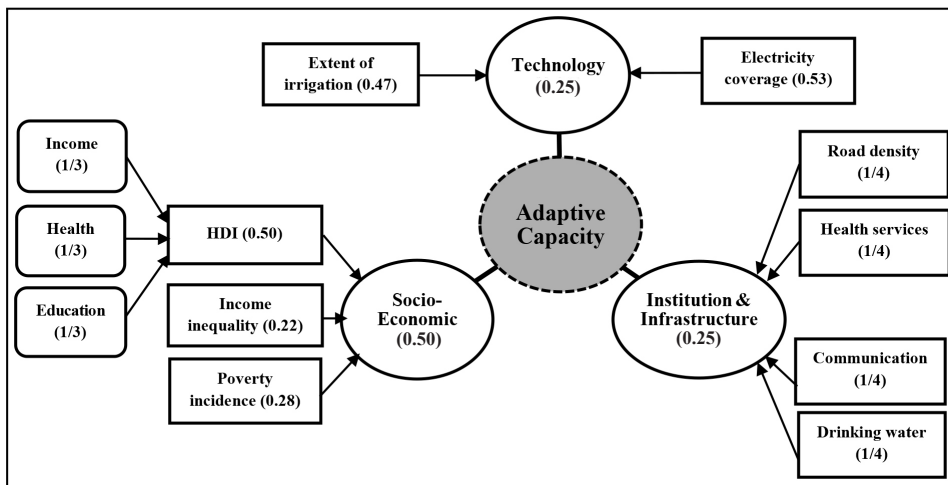 Extent of
irrigation (0.47)
Technology
(0.25)
Electricity
coverage (0.53)
Income
(1/3)
Health
(1/3)
Education
(1/3)
HDI (0.50)
Income
inequality (0.22)
Poverty
incidence (0.28)
Socio-
Economic
(0.50)
Adaptive
Capacity
Institution &
Infrastructure
(0.25)
Road density
(1/4)
Health services
(1/4)
Communication
(1/4)
Drinking water
(1/4)